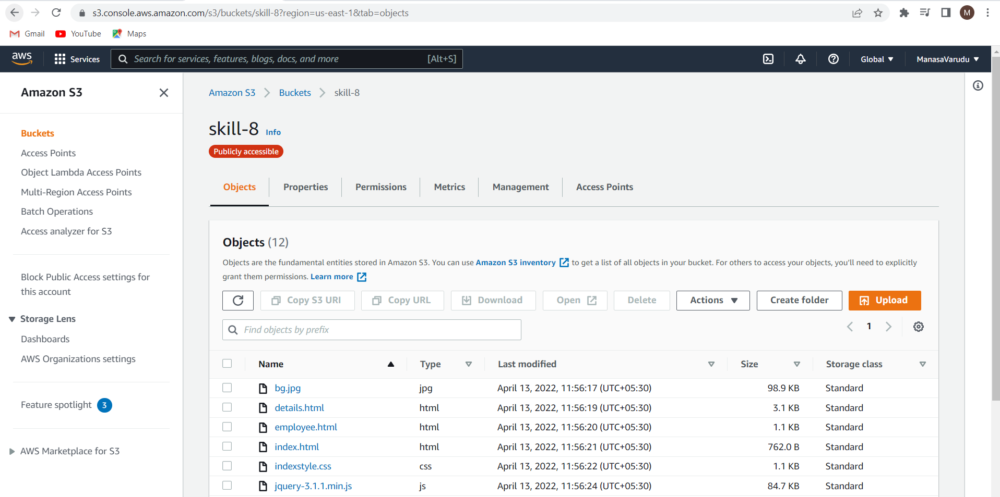 s3.console.aws.amazon.com/s3/buckets/skill-8?region=us-east-1&tab=objects
M
Gmail YouTube Maps
aws Services Search for services, features, blogs, docs, and more [Alt+S] Global ManasaVarudu
Amazon S3
Buckets
Access Points
Object Lambda Access Points
Multi-Region Access Points
Batch Operations
Access analyzer for S3
Block Public Access settings for
this account
Storage Lens
Dashboards
AWS Organizations settings
Feature spotlight 3
AWS Marketplace for S3
Amazon S3 Buckets skill-8
skill-8 Info
Publicly accessible
Objects Properties Permissions Metrics Management Access Points
Objects (12)
Objects are the fundamental entities stored in Amazon S3. You can use Amazon S3 inventory to get a list of all objects in your bucket. For others to access your objects, you'll need to explicitly
grant them permissions. Learn more
Copy S3 URI Copy URL Download Open Delete Actions Create folder Upload
Find objects by prefix 1
Name Type Last modified Size Storage class
bg.jpg jpg April 13, 2022, 11:56:17 (UTC+05:30) 98.9 KB Standard
details.html html April 13, 2022, 11:56:19 (UTC+05:30) 3.1 KB Standard
employee.html html April 13, 2022, 11:56:20 (UTC+05:30) 1.1 KB Standard
index.html html April 13, 2022, 11:56:21 (UTC+05:30) 762.0 B Standard
indexstyle.css css April 13, 2022, 11:56:22 (UTC+05:30) 1.1 KB Standard
jquery-3.1.1.min.js js April 13, 2022, 11:56:24 (UTC+05:30) 84.7 KB Standard